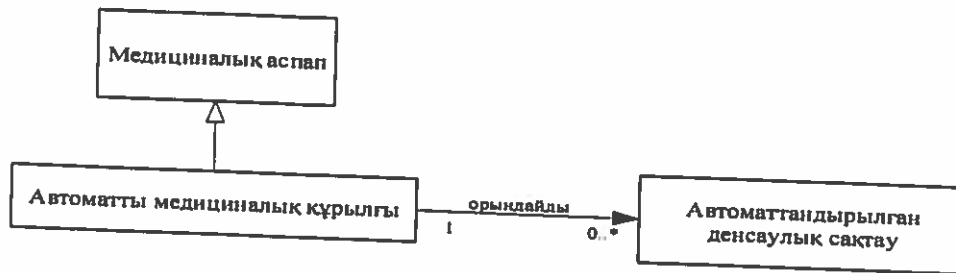 Медициналық аспап
Автоматты медициналық құрылғы
орындайды
1
0..*
Автоматтандырылған
денсаулық сақтау